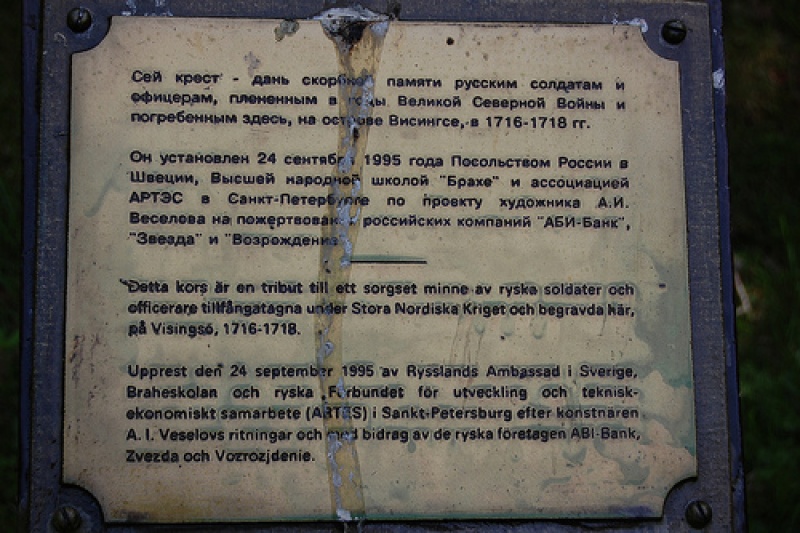 Сей крест - дань скорбной памяти русским солдатам и
офицерам, плененным в годы Великой Северной Войны и
погребенным здесь, на острове Висингсе, в 1716-1718 гг.
Он установлен 24 сентября 1995 года Посольством России в
Швеции, Высшей народной школой "Брахе" и ассоциацией
АРТЭС в Санкт-Петербурге по проекту художника А.И.
Веселова на пожертвования российских компаний "АБИ-Банк",
"Звезда" и "Возрождение"
Detta kors är en tribut till ett sorgset minne av ryska soldater och
officerare tillfångatagna under Stora Nordiska Kriget och begravda här,
på Visingsö, 1716-1718.
Upprest den 24 september 1995 av Rysslands Ambassad i Sverige,
Braheskolan och ryska Förbundet för utveckling och teknisk-
ekonomiskt samarbete (ARTES) i Sankt-Petersburg efter konstnären
A. I. Veselovs ritningar och med bidrag av de ryska företagen ABI-Bank,
Zvezda och Vozrozjdenie.